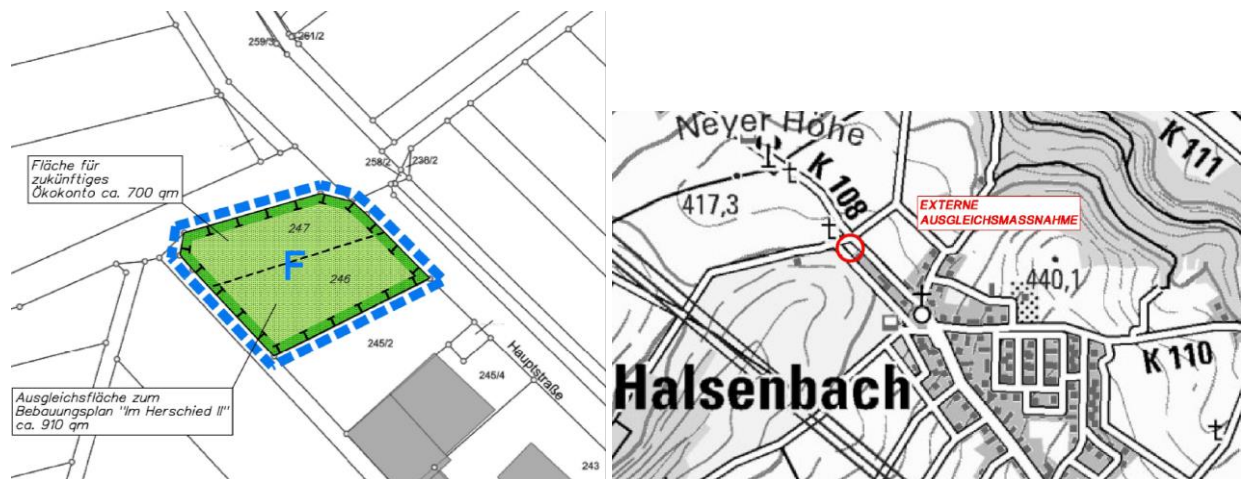 259/3
261/2
258/2
238/2
Fläche für
zukünftiges
Ökokonto ca. 700 qm
247
F
246
245/2
Hauptstraße
245/4
243
Ausgleichsfläche zum
Bebauungsplan "Im Herschied II"
ca. 910 qm
Neyer Höhe
K 108
K 111
417,3
EXTERNE
AUSGLEICHSMASSNAHME
440,1
K 110
Halsenbach